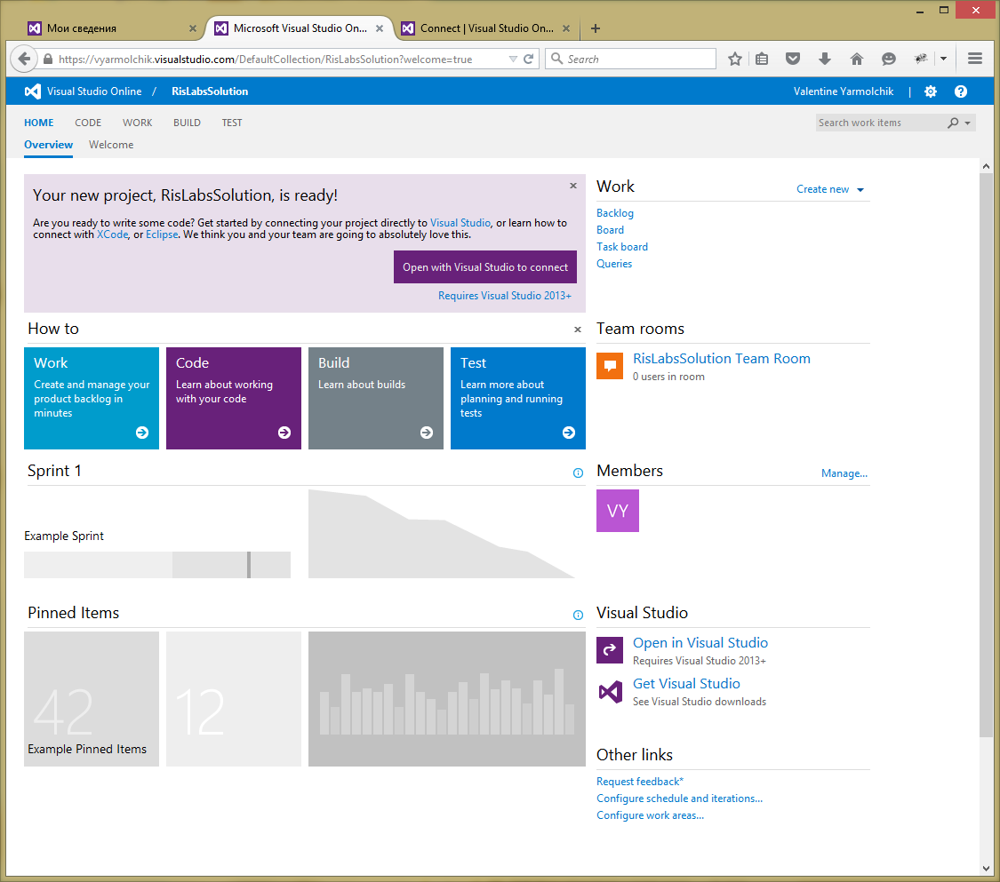 Мои сведения
Microsoft Visual Studio On...
Connect | Visual Studio On...
https://vyarmolchik.visualstudio.com/DefaultCollection/RisLabsSolution?welcome=true
Search
Visual Studio Online / RisLabsSolution
Valentine Yarmolchik |
HOME CODE WORK BUILD TEST
Search work items
Overview Welcome
Your new project, RisLabsSolution, is ready!
Are you ready to write some code? Get started by connecting your project directly to Visual Studio, or learn how to
connect with XCode, or Eclipse. We think you and your team are going to absolutely love this.
Open with Visual Studio to connect
Requires Visual Studio 2013+
Work
Create new
Backlog
Board
Task board
Queries
How to
Work
Create and manage your
product backlog in
minutes
Code
Learn about working
with your code
Build
Learn about builds
Test
Learn more about
planning and running
tests
Team rooms
RisLabsSolution Team Room
0 users in room
Sprint 1
Example Sprint
Members
Manage...
VY
Pinned Items
42
Example Pinned Items
12
Visual Studio
Open in Visual Studio
Requires Visual Studio 2013+
Get Visual Studio
See Visual Studio downloads
Other links
Request feedback*
Configure schedule and iterations...
Configure work areas...